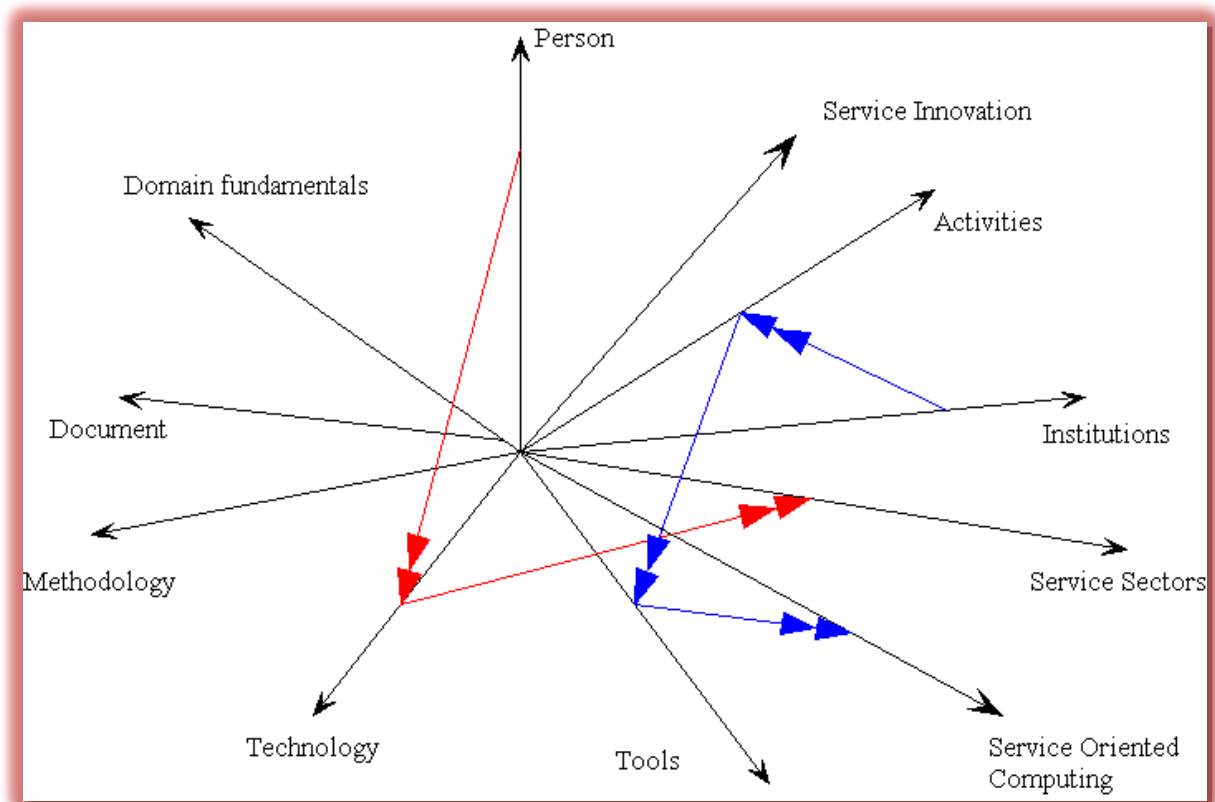 Person
Service Innovation
Domain fundamentals
Activities
Document
Institutions
Methodology
Service Sectors
Technology
Tools
Service Oriented
Computing